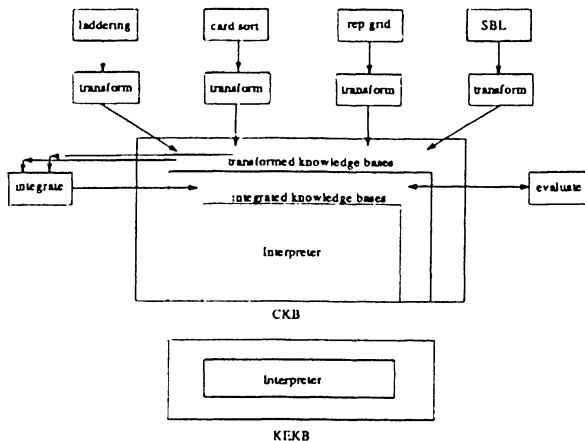 laddering
card sort
rep grid
SBL
transform
transform
transform
transform
transformed knowledge bases
integrate
integrated knowledge bases
evaluate
Interpreter
CKB
Interpreter
KEKB